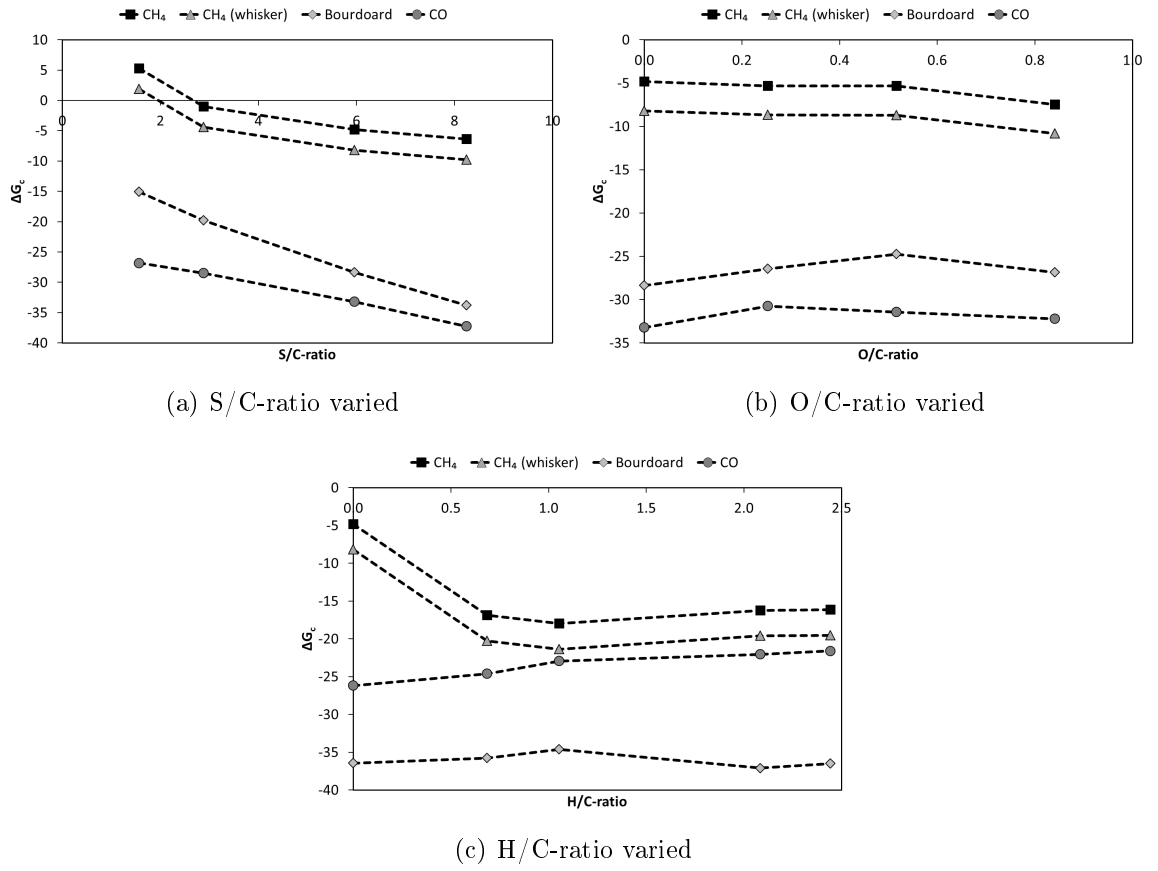 CH₄ CH₄ (whisker) Bourdoard CO
10
5
0
-5
-10
-15
-20
-25
-30
-35
-40
0 2 4 6 8 10
ΔGc
S/C-ratio
(a) S/C-ratio varied
CH₄ CH₄ (whisker) Bourdoard CO
0
-5
-10
-15
-20
-25
-30
-35
0.0 0.2 0.4 0.6 0.8 1.0
ΔGc
O/C-ratio
(b) O/C-ratio varied
CH₄ CH₄ (whisker) Bourdoard CO
0
-5
-10
-15
-20
-25
-30
-35
-40
0.0 0.5 1.0 1.5 2.0 2.5
ΔGc
H/C-ratio
(c) H/C-ratio varied